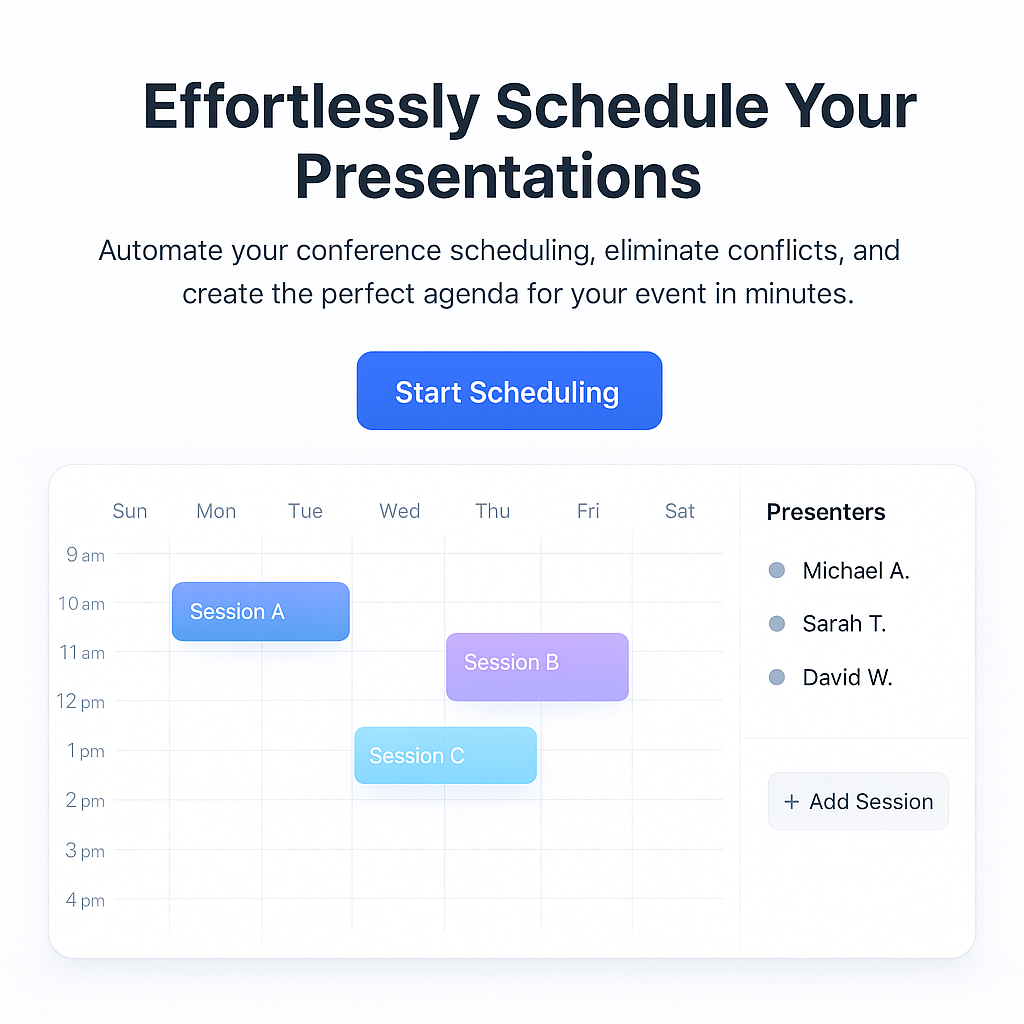 Effortlessly Schedule Your
Presentations
Automate your conference scheduling, eliminate conflicts, and
create the perfect agenda for your event in minutes.
Start Scheduling
Sun Mon Tue Wed Thu Fri Sat
9 am
10 am
Session A
11 am
Session B
12 pm
1 pm
Session C
2 pm
3 pm
4 pm
Presenters
Michael A.
Sarah T.
David W.
+ Add Session